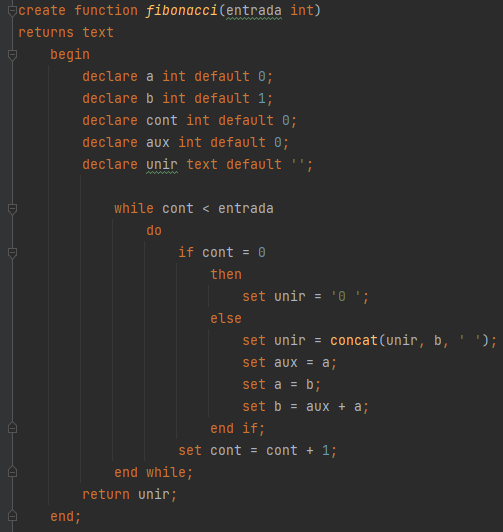 create function fibonacci(entrada int)
returns text
    begin
        declare a int default 0;
        declare b int default 1;
        declare cont int default 0;
        declare aux int default 0;
        declare unir text default '';

            while cont < entrada
                do
                    if cont = 0
                        then
                            set unir = '0 ';
                        else
                            set unir = concat(unir, b, ' ');
                            set aux = a;
                            set a = b;
                            set b = aux + a;
                        end if;
                    set cont = cont + 1;
            end while;
        return unir;
    end;